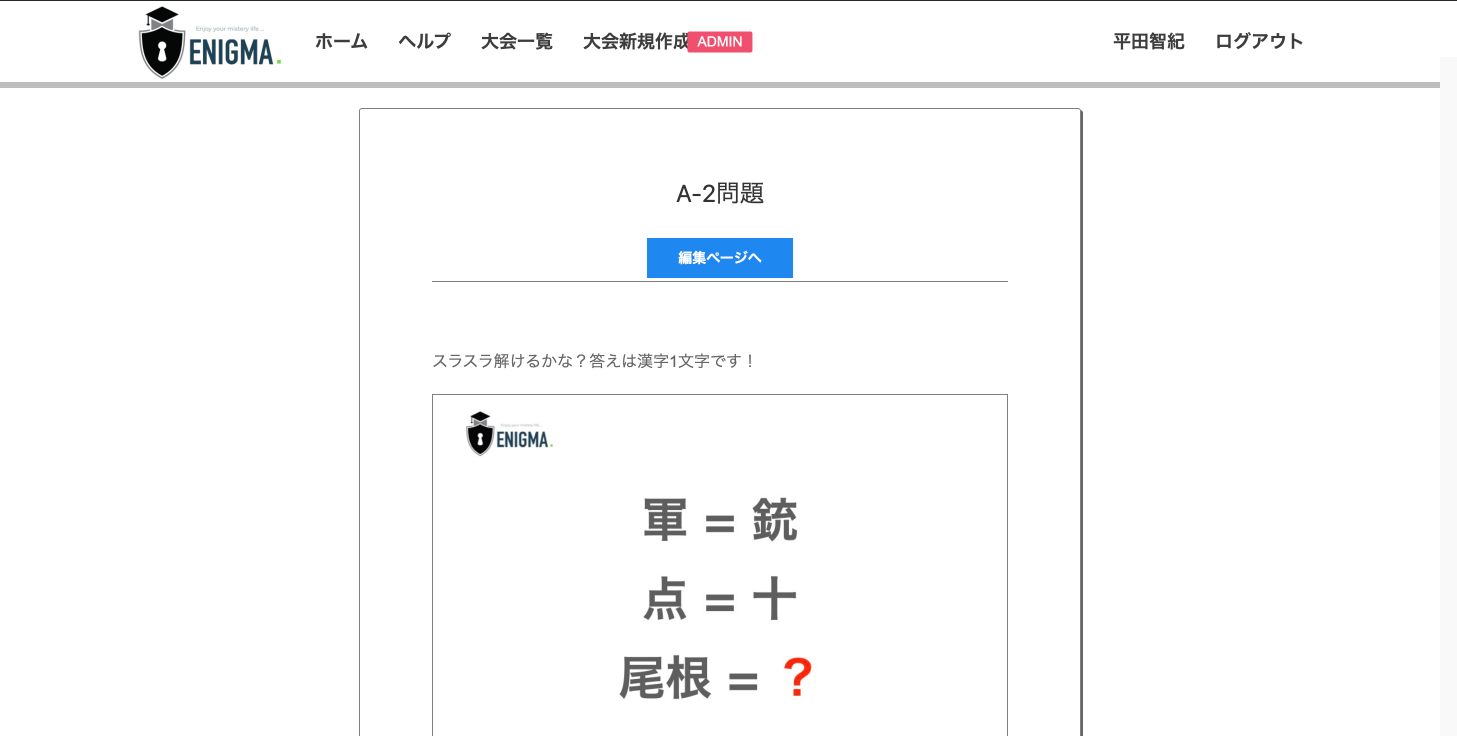 Enjoy your mistery life...
ENIGMA.
ホーム ヘルプ 大会一覧 大会新規作成 ADMIN 平田智紀 ログアウト
A-2問題
編集ページへ
スラスラ解けるかな？答えは漢字1文字です！
ENIGMA.
軍 = 銃
点 = 十
尾根 = ？